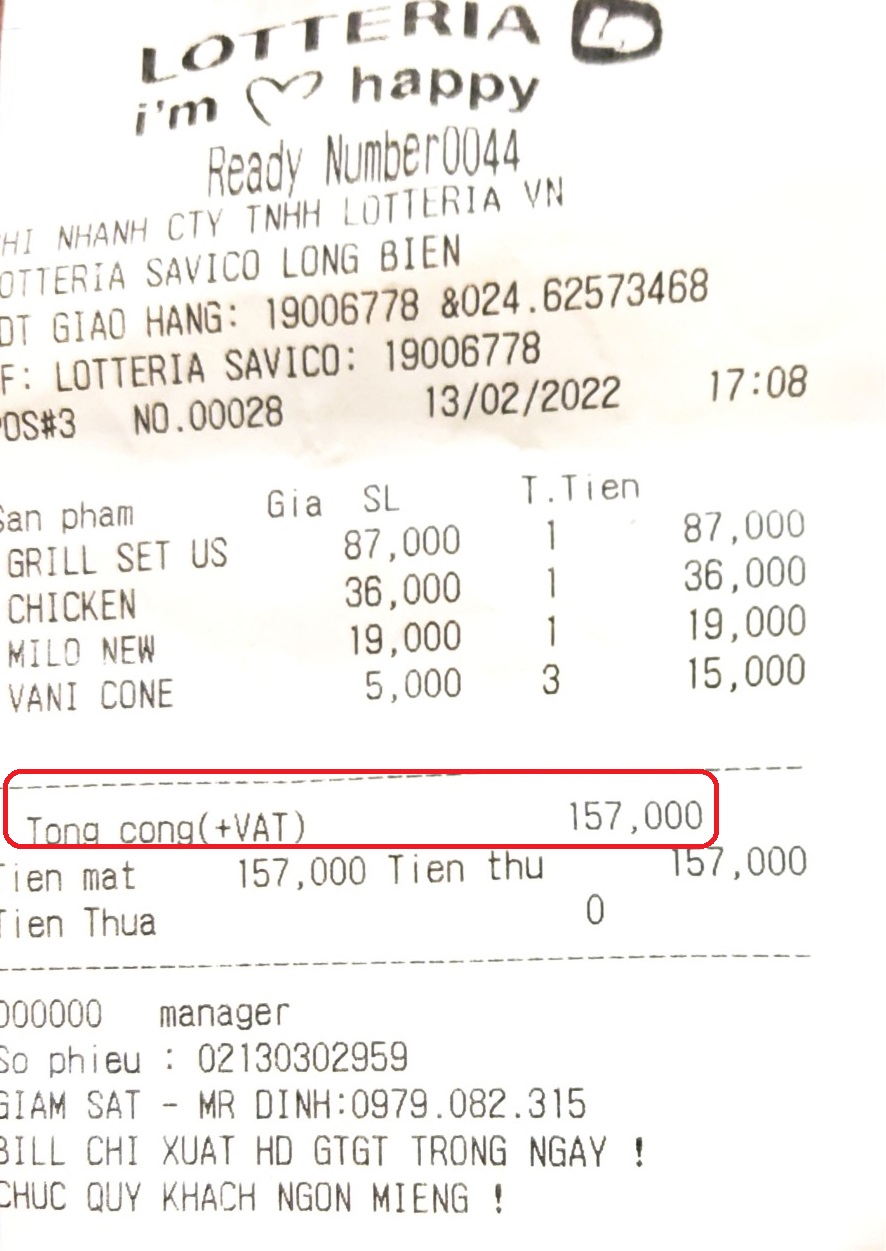 LOTTERIA L
i'm ♡ happy
Ready Number0044
HI NHANH CTY TNHH LOTTERIA VN
OTTERIA SAVICO LONG BIEN
DT GIAO HANG: 19006778 &024.62573468
F: LOTTERIA SAVICO: 19006778
POS#3 NO.00028 13/02/2022 17:08
San pham Gia SL T.Tien
GRILL SET US 87,000 1 87,000
CHICKEN 36,000 1 36,000
MILO NEW 19,000 1 19,000
VANI CONE 5,000 3 15,000
Tong cong(+VAT) 157,000
Tien mat 157,000 Tien thu 157,000
Tien Thua 0
000000 manager
So phieu : 02130302959
GIAM SAT - MR DINH:0979.082.315
BILL CHI XUAT HD GTGT TRONG NGAY !
CHUC QUY KHACH NGON MIENG !